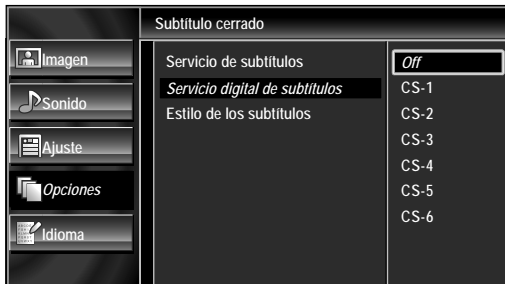 Subtítulo cerrado
Imagen
Sonido
Ajuste
Opciones
Idioma
Servicio de subtítulos
Servicio digital de subtítulos
Estilo de los subtítulos
Off
CS-1
CS-2
CS-3
CS-4
CS-5
CS-6